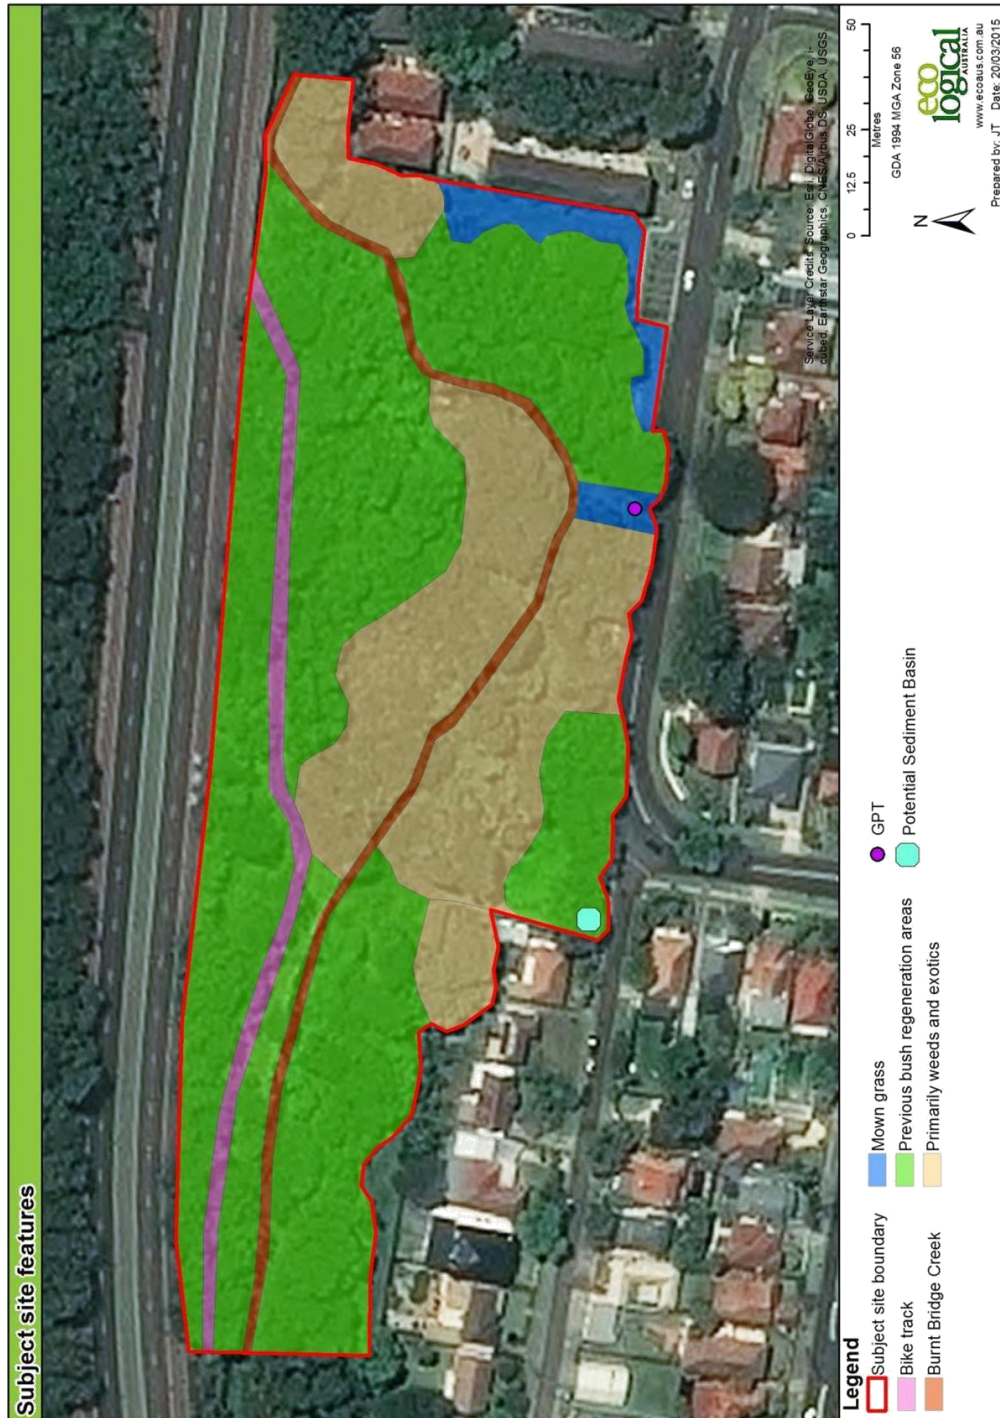 Subject site features
Legend
Subject site boundary
Bike track
Burnt Bridge Creek
Mown grass
Previous bush regeneration areas
Primarily weeds and exotics
GPT
Potential Sediment Basin
Service Layer Credits: Source: Esri, DigitalGlobe, GeoEye, i-
cubed, Earthstar Geographics, CNES/Airbus DS, USDA, USGS,
0 12.5 25 50
Metres
GDA 1994 MGA Zone 56
N
eco
logical
AUSTRALIA
www.ecoaus.com.au
Prepared by: JT Date: 20/03/2015